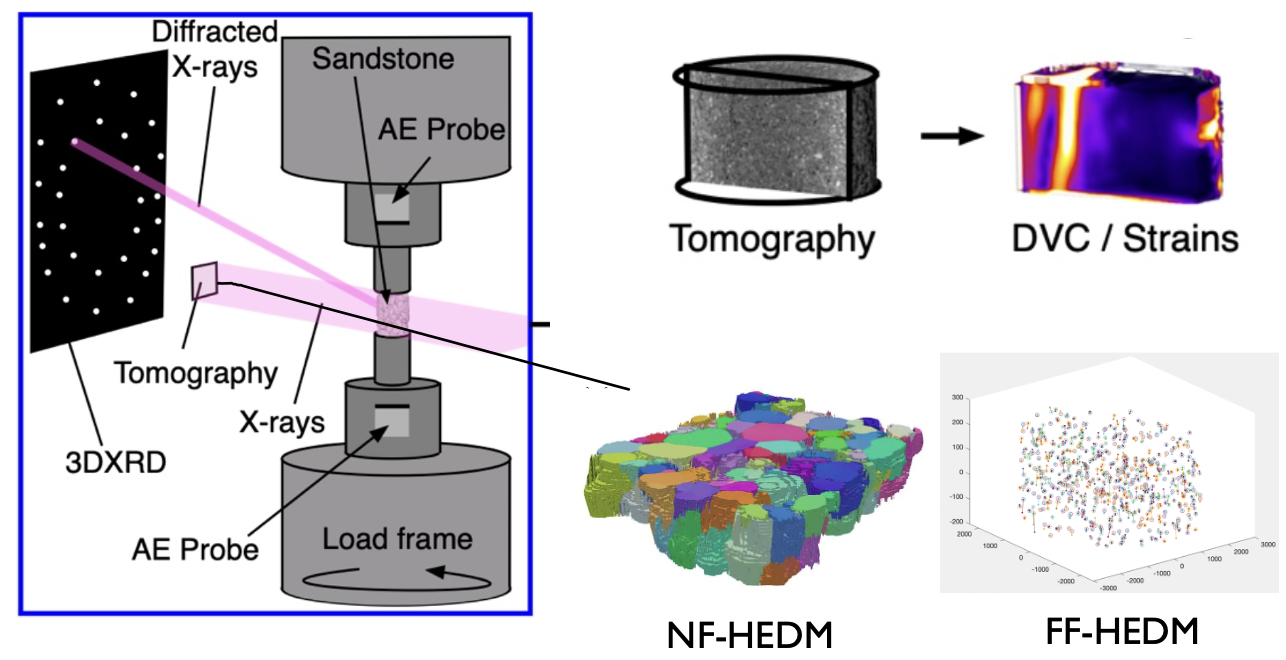 Diffracted
X-rays
Sandstone
AE Probe
Tomography
X-rays
3DXRD
AE Probe
Load frame
Tomography
DVC / Strains
NF-HEDM
300
200
100
0
-100
-200
2000
1000
0
-1000
-2000
-3000
-2000
-1000
0
1000
2000
3000
FF-HEDM